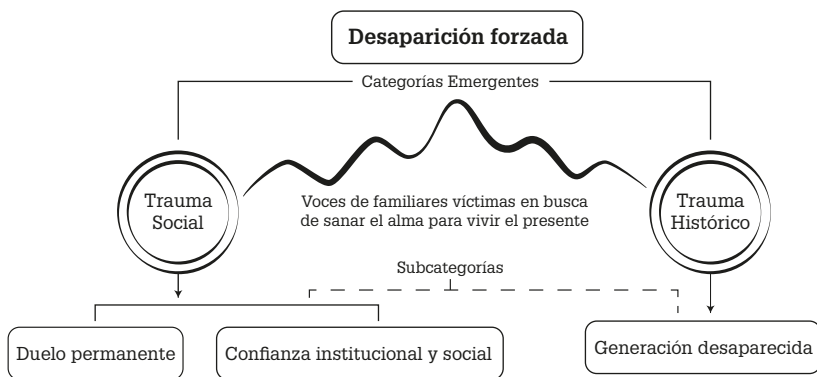 Desaparición forzada
Categorías Emergentes
Trauma
Social
Voces de familiares víctimas en busca
de sanar el alma para vivir el presente
Trauma
Histórico
Subcategorías
Duelo permanente
Confianza institucional y social
Generación desaparecida